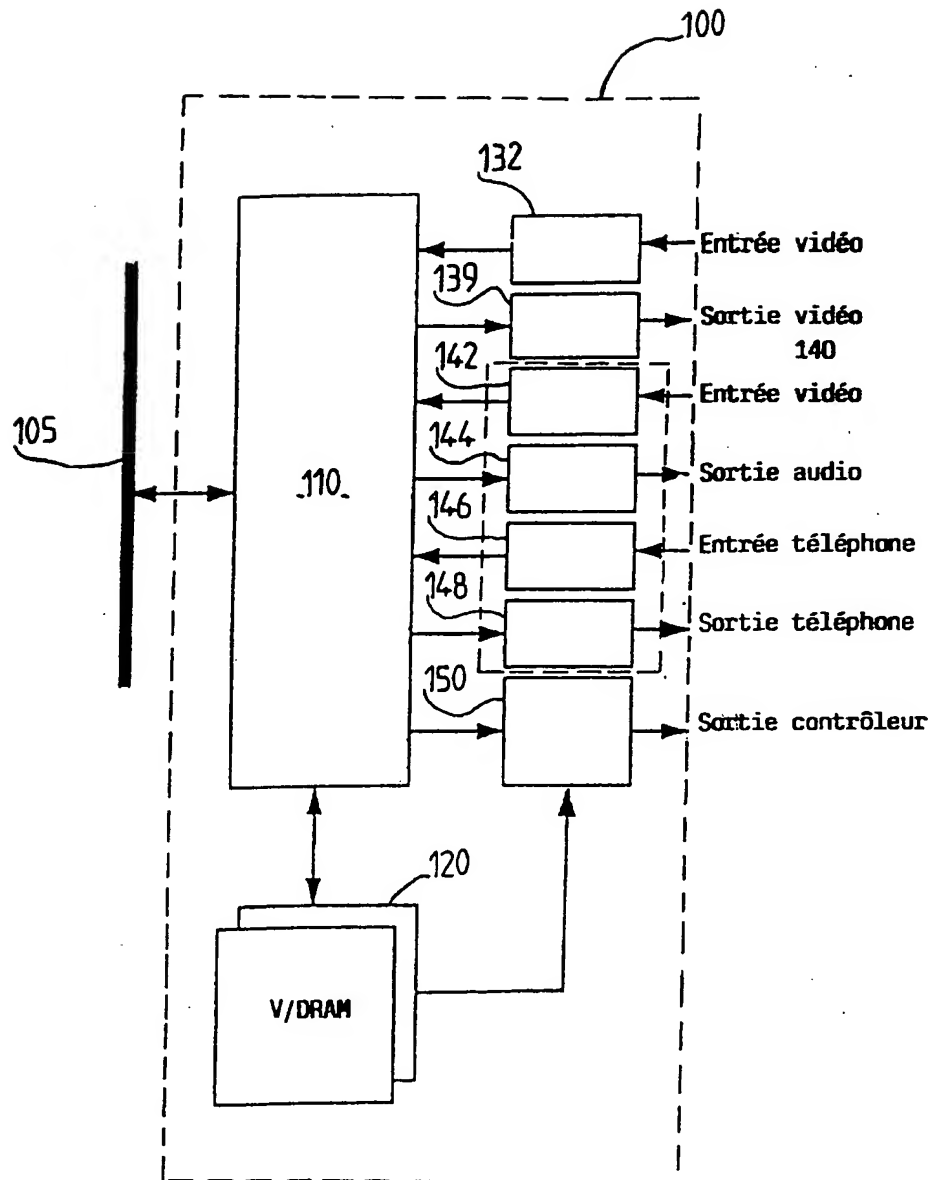 100
132
Entrée vidéo
139
Sortie vidéo
140
142
Entrée vidéo
105
144
Sortie audio
110
146
Entrée téléphone
148
Sortie téléphone
150
Sortie contrôleur
120
V/DRAM